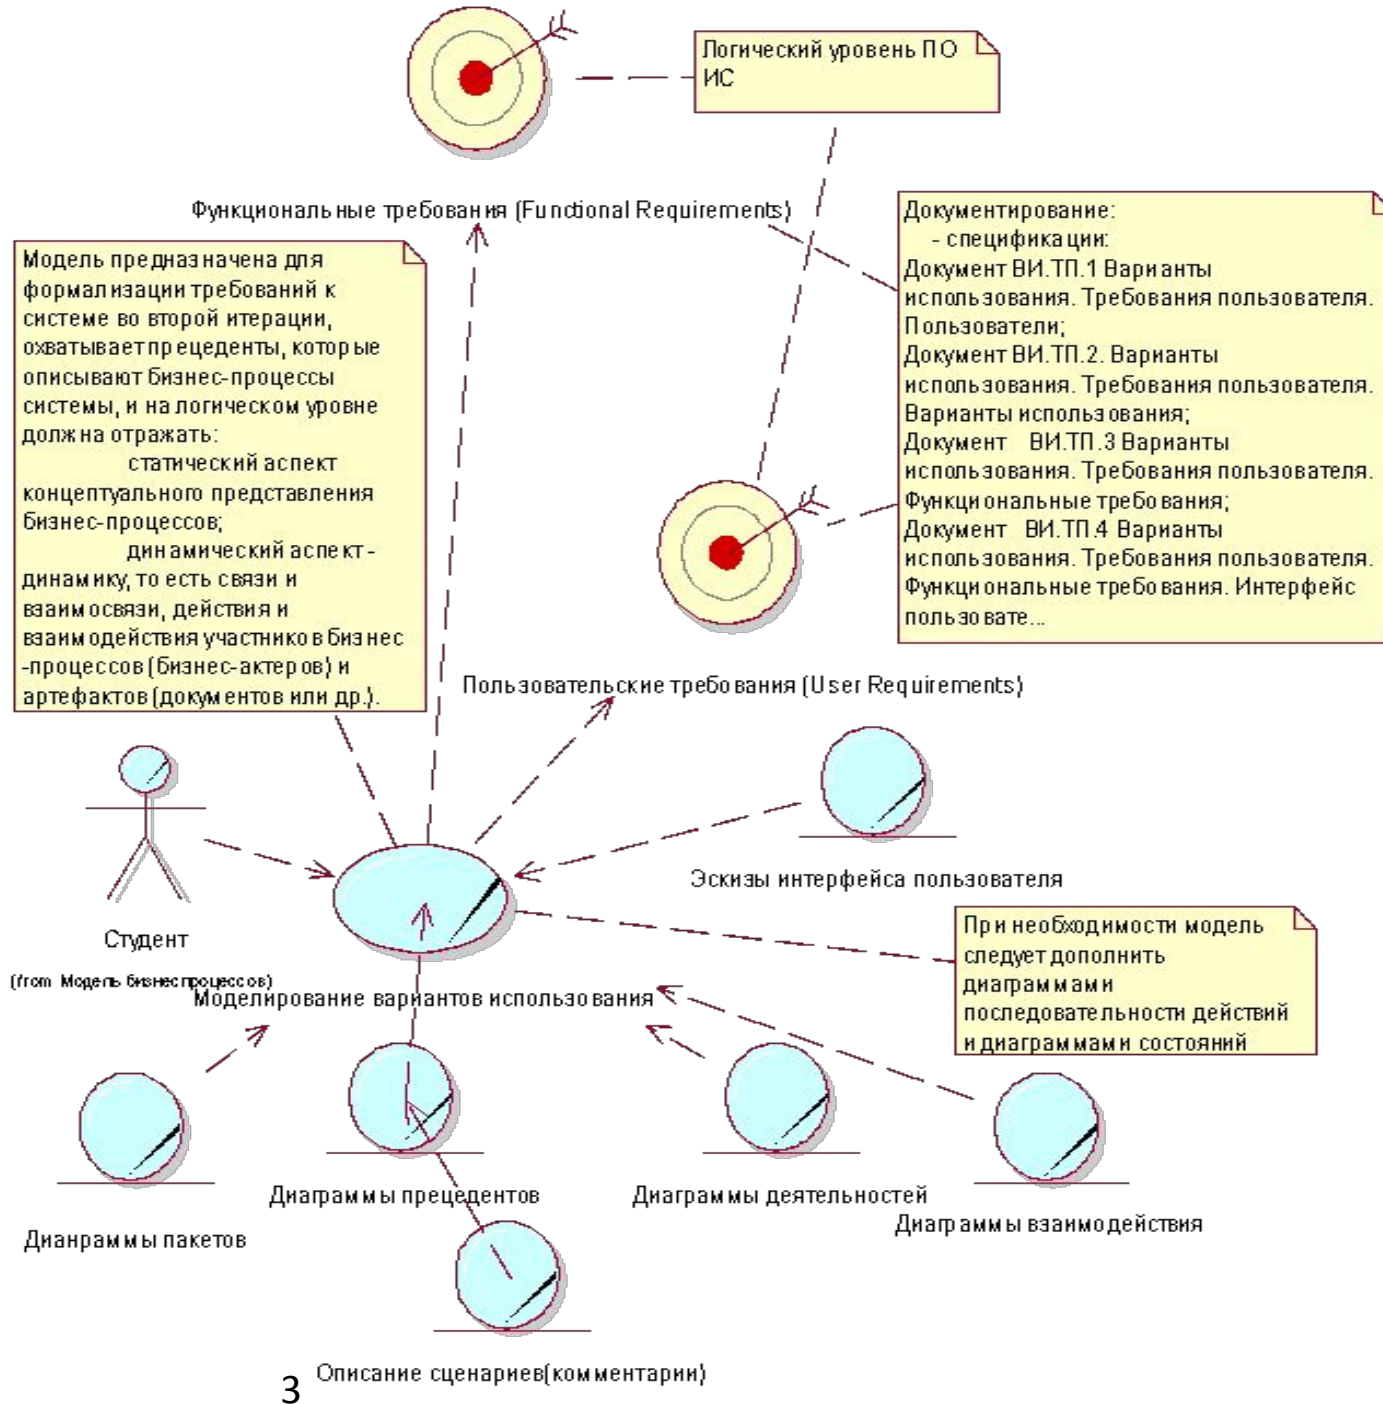 Логический уровень ПО
ИС
Функциональные требования (Functional Requirements)
Модель предназначена для
формализации требований к
системе во второй итерации,
охватывает прецеденты, которые
описывают бизнес-процессы
системы, и на логическом уровне
должна отражать:
статический аспект
концептуального представления
бизнес-процессов;
динамический аспект -
динамику, то есть связи и
взаимосвязи, действия и
взаимодействия участников бизнес
-процессов (бизнес-актеров) и
артефактов (документов или др.).
Документирование:
- спецификации:
Документ ВИ.ТП.1 Варианты
использования. Требования пользователя.
Пользователи;
Документ ВИ.ТП.2. Варианты
использования. Требования пользователя.
Варианты использования;
Документ ВИ.ТП.3 Варианты
использования. Требования пользователя.
Функциональные требования;
Документ ВИ.ТП.4 Варианты
использования. Требования пользователя.
Функциональные требования. Интерфейс
пользовате...
Пользовательские требования (User Requirements)
Эскизы интерфейса пользователя
Студент
(from Модель бизнес процессов)
Моделирование вариантов использования
При необходимости модель
следует дополнить
диаграммами
последовательности действий
и диаграммами состояний
Дианраммы пакетов
Диаграммы прецедентов
Диаграммы деятельностей
Диаграммы взаимодействия
Описание сценариев(комментарии)
3